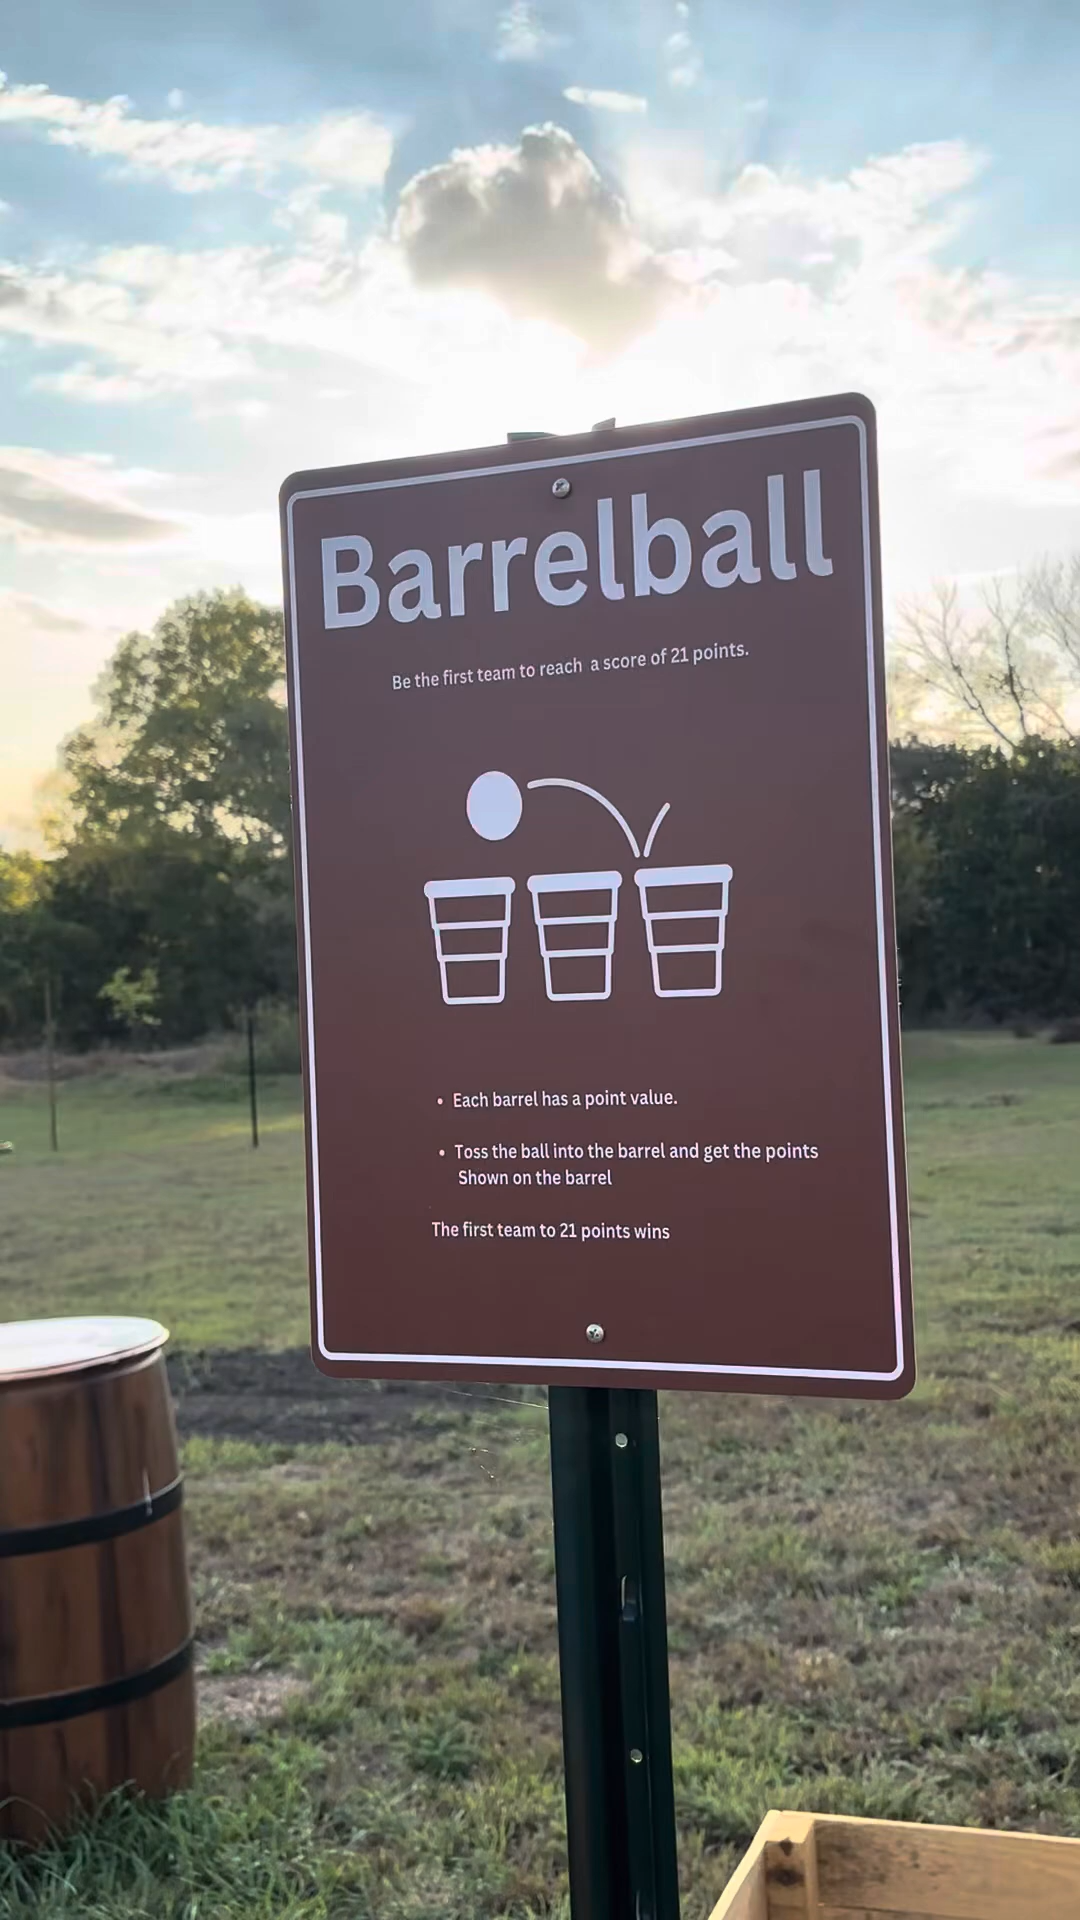 Barrelball
Be the first team to reach a score of 21 points.
• Each barrel has a point value.
• Toss the ball into the barrel and get the points
Shown on the barrel
The first team to 21 points wins